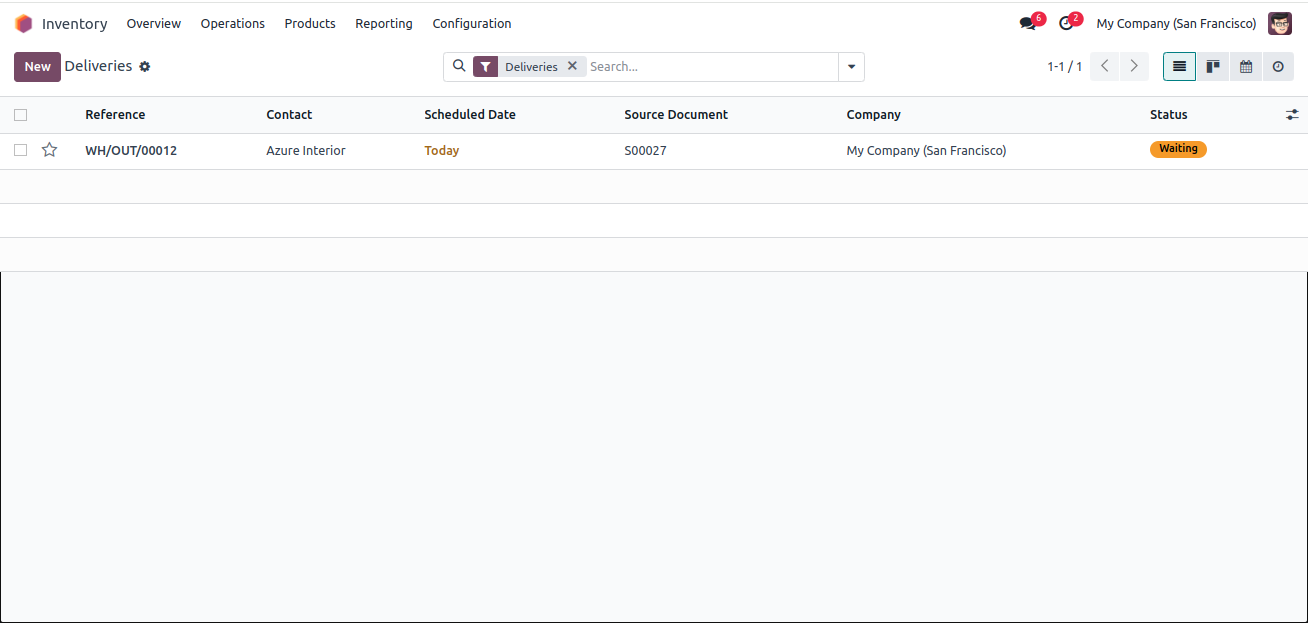 Inventory Overview Operations Products Reporting Configuration 6 2 My Company (San Francisco)
New Deliveries Deliveries Search... 1-1 / 1
Reference Contact Scheduled Date Source Document Company Status
WH/OUT/00012 Azure Interior Today S00027 My Company (San Francisco) Waiting